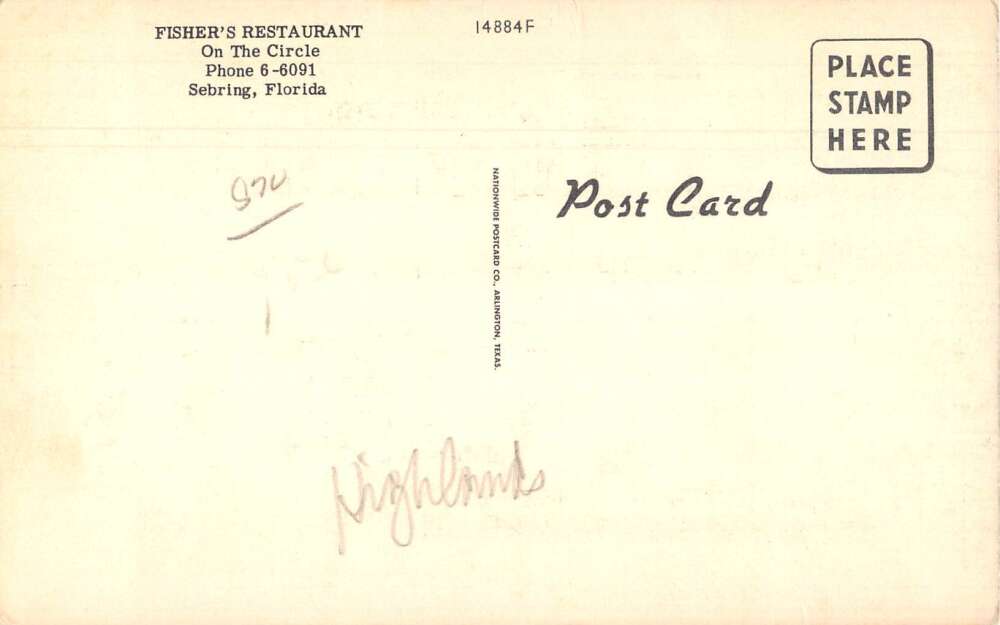 FISHER'S RESTAURANT
On The Circle
Phone 6-6091
Sebring, Florida
14884F
PLACE
STAMP
HERE
Post Card
NATIONWIDE POSTCARD CO., ARLINGTON, TEXAS.
Highlands